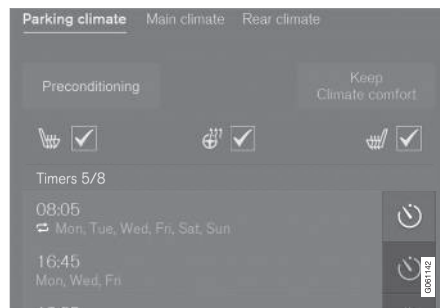 Parking climate Main climate Rear climate
Preconditioning
Keep
Climate comfort
Timers 5/8
08:05
Mon, Tue, Wed, Fri, Sat, Sun
16:45
Mon, Wed, Fri
G061142